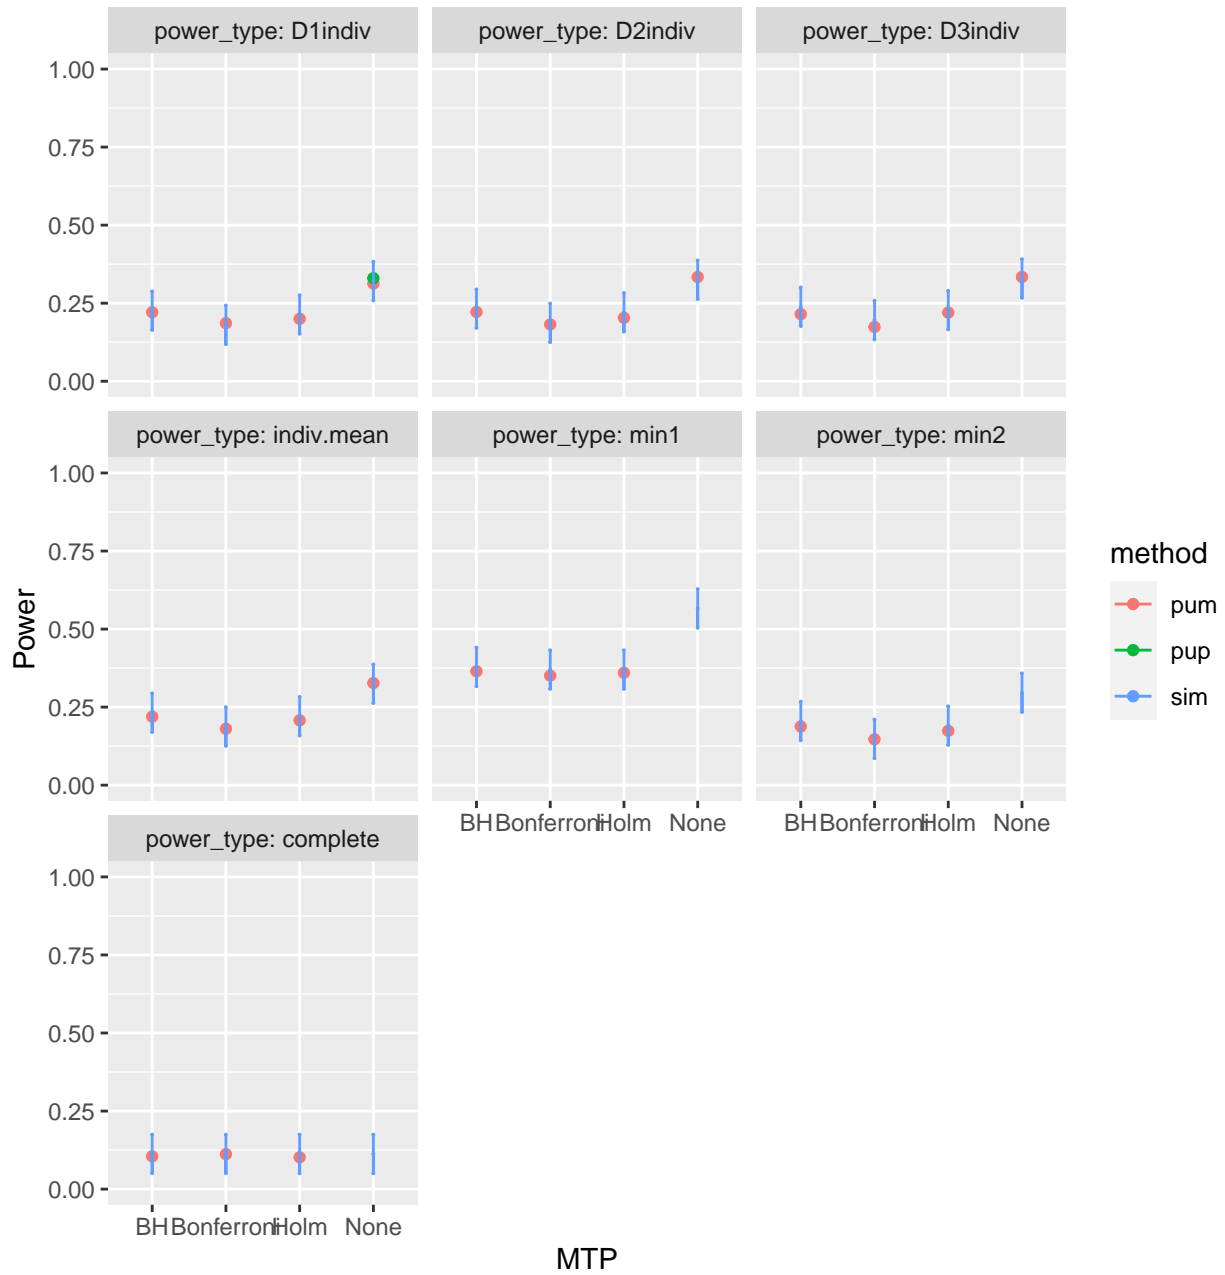 power_type: D1indiv
power_type: D2indiv
power_type: D3indiv
1.00
0.75
0.50
0.25
0.00
power_type: indiv.mean
power_type: min1
power_type: min2
1.00
0.75
0.50
0.25
0.00
BH Bonferroni Holm None
BH Bonferroni Holm None
power_type: complete
1.00
0.75
0.50
0.25
0.00
BH Bonferroni Holm None
MTP
Power
method
pum
pup
sim